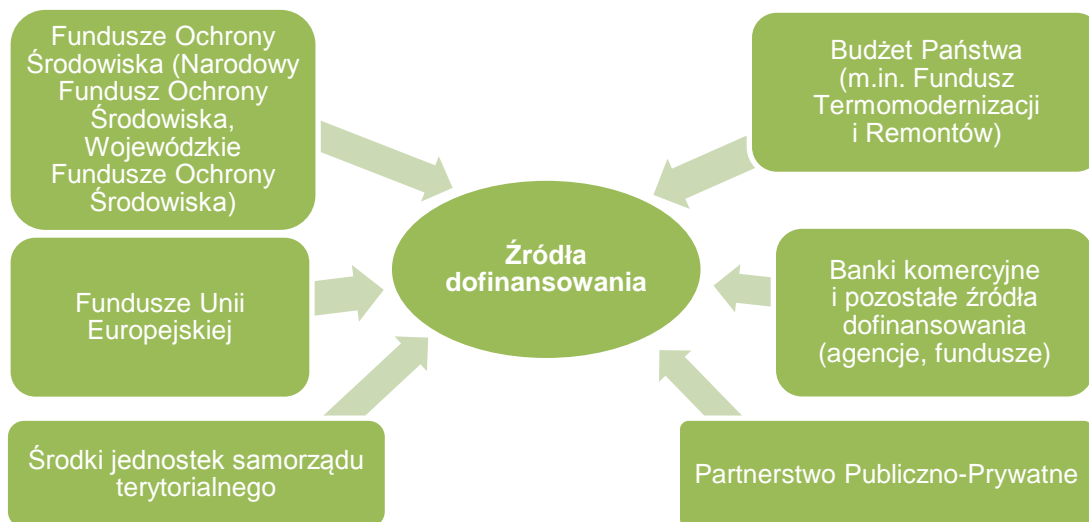 Fundusze Ochrony
Środowiska (Narodowy
Fundusz Ochrony
Środowiska,
Wojewódzkie
Fundusze Ochrony
Środowiska)
Budżet Państwa
(m.in. Fundusz
Termomodernizacji
i Remontów)
Źródła
dofinansowania
Fundusze Unii
Europejskiej
Banki komercyjne
i pozostałe źródła
dofinansowania
(agencje, fundusze)
Środki jednostek samorządu
terytorialnego
Partnerstwo Publiczno-Prywatne